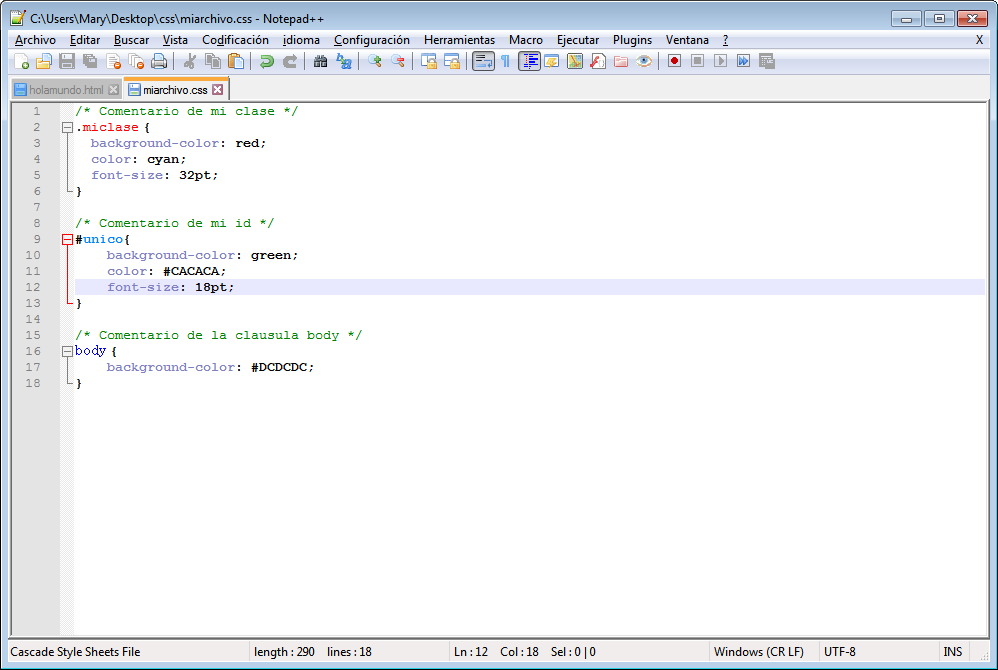 C:\Users\Mary\Desktop\css\miarchivo.css - Notepad++
Archivo Editar Buscar Vista Codificación idioma Configuración Herramientas Macro Ejecutar Plugins Ventana ? X
holamundo.html miarchivo.css
1 /* Comentario de mi clase */
2 .miclase {
3 background-color: red;
4 color: cyan;
5 font-size: 32pt;
6 }
7
8 /* Comentario de mi id */
9 #unico{
10 background-color: green;
11 color: #CACACA;
12 font-size: 18pt;
13 }
14
15 /* Comentario de la clausula body */
16 body {
17 background-color: #DCDCDC;
18 }
Cascade Style Sheets File length : 290 lines : 18 Ln : 12 Col : 18 Sel : 0 | 0 Windows (CR LF) UTF-8 INS